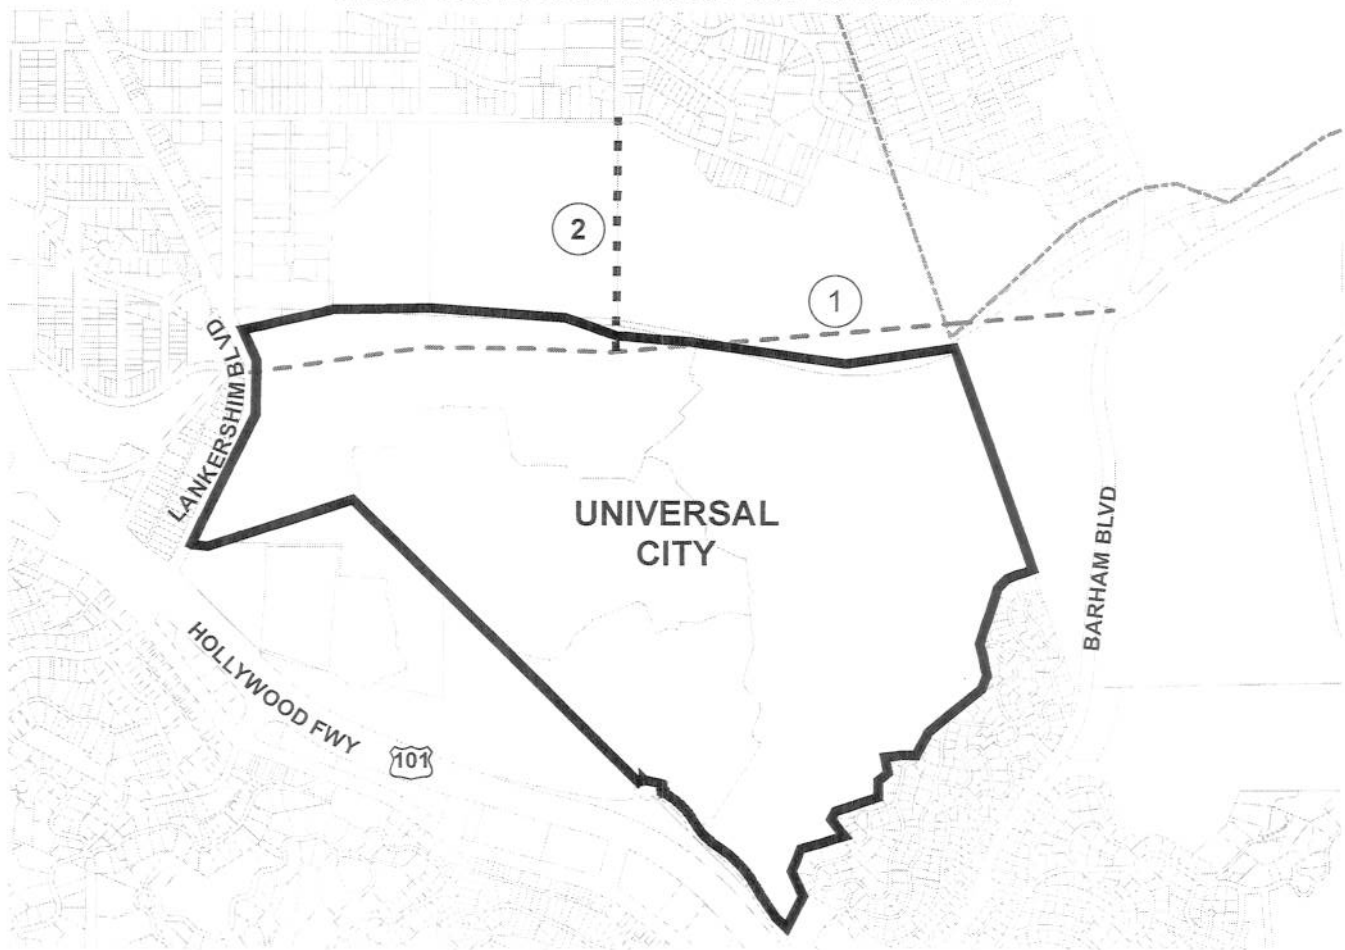 2
1
LANKERSHIM BLVD
UNIVERSAL
CITY
BARHAM BLVD
HOLLYWOOD FWY
101